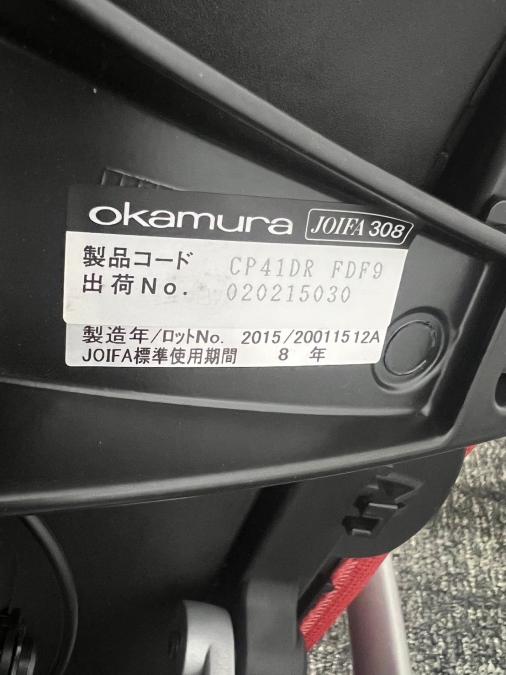 okamura JOIFA 308
製品コード CP41DR FDF9
出荷No. 020215030
製造年/ロットNo. 2015/20011512A
JOIFA標準使用期間 8 年